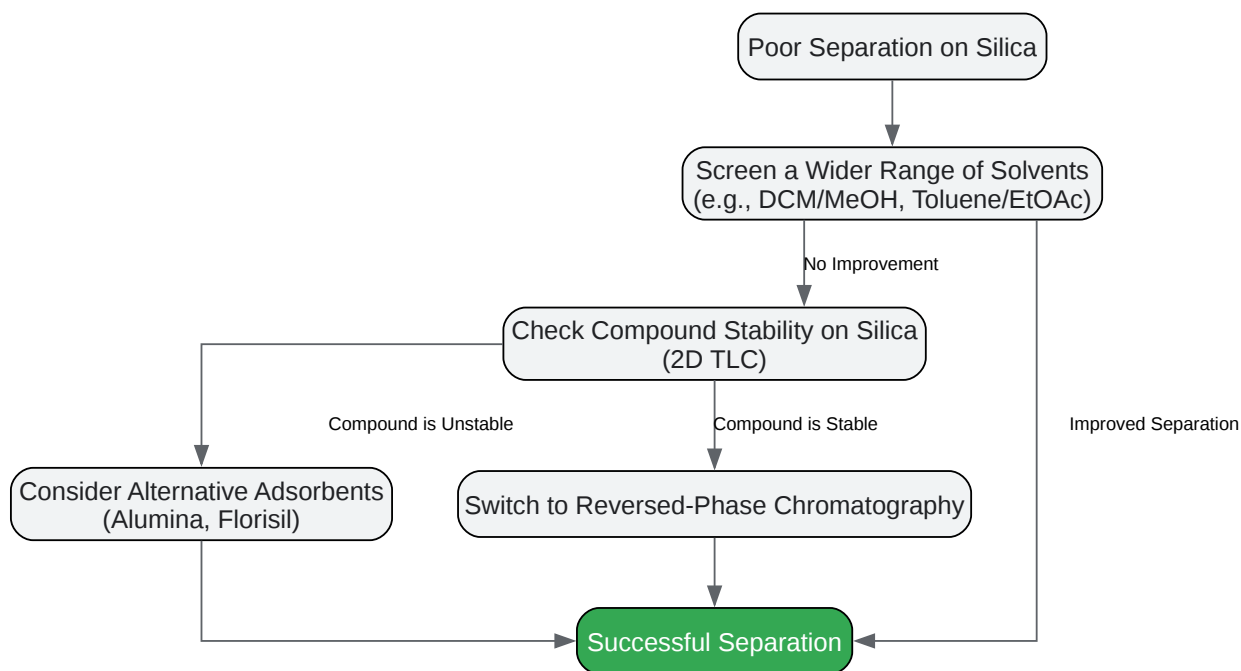 Poor Separation on Silica
Screen a Wider Range of Solvents
(e.g., DCM/MeOH, Toluene/EtOAc)
No Improvement
Check Compound Stability on Silica
(2D TLC)
Compound is Unstable
Compound is Stable
Improved Separation
Consider Alternative Adsorbents
(Alumina, Florisil)
Switch to Reversed-Phase Chromatography
Successful Separation